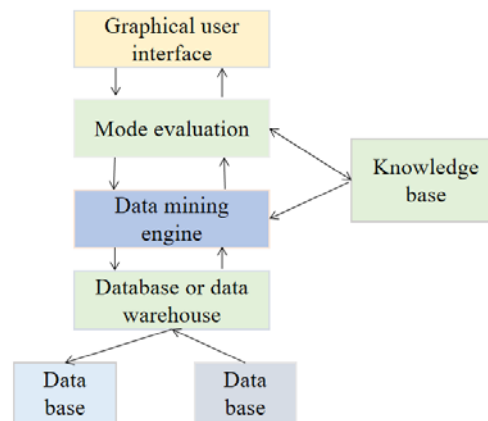 Graphical user
interface
Mode evaluation
Knowledge
base
Data mining
engine
Database or data
warehouse
Data
base
Data
base